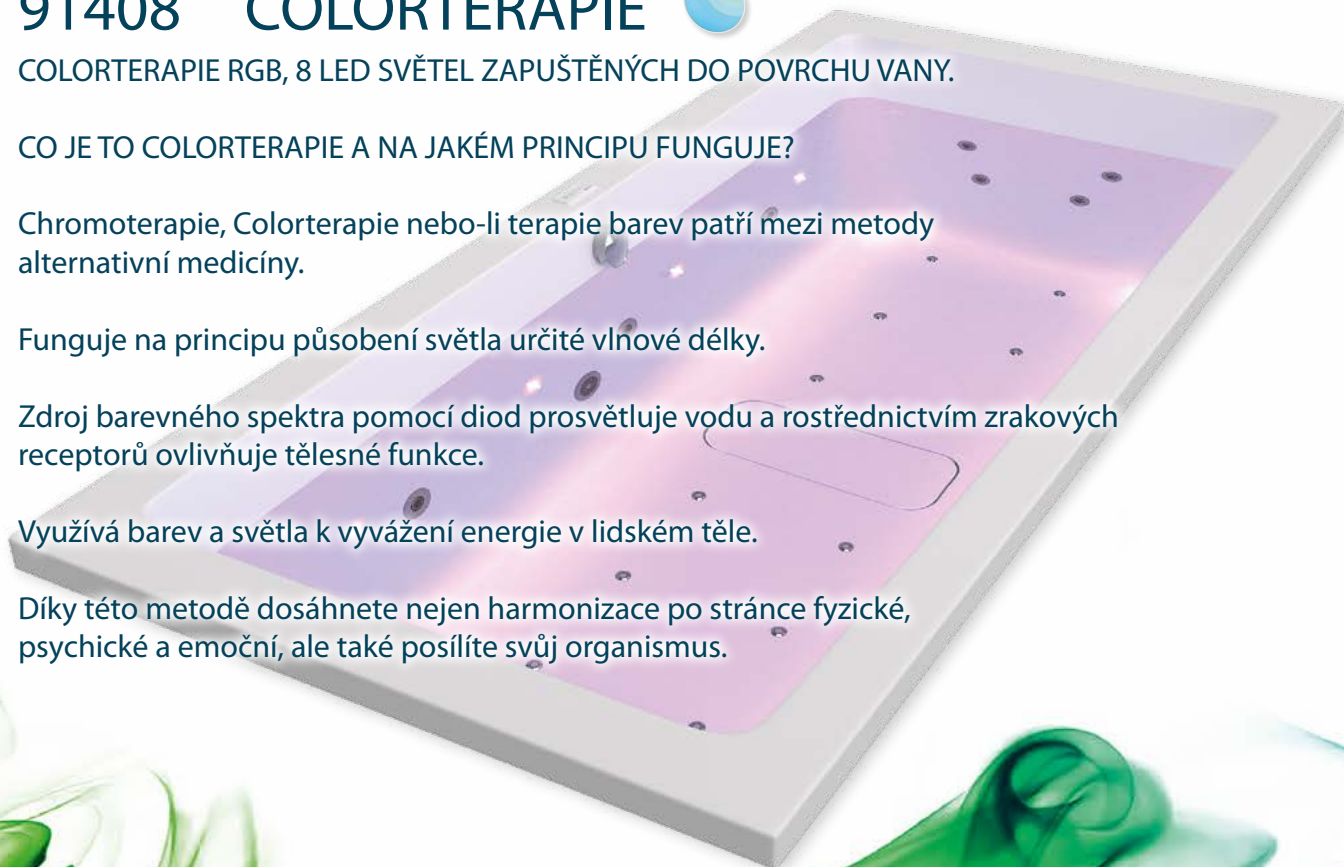 91408 COLORTERAPIE
COLORTERAPIE RGB, 8 LED SVĚTEL ZAPUŠTĚNÝCH DO POVRCHU VANY.
CO JE TO COLORTERAPIE A NA JAKÉM PRINCIPU FUNGUJE?
Chromoterapie, Colorterapie nebo-li terapie barev patří mezi metody
alternativní medicíny.
Funguje na principu působení světla určité vlnové délky.
Zdroj barevného spektra pomocí diod prosvětluje vodu a rostřednictvím zrakových
receptorů ovlivňuje tělesné funkce.
Využívá barev a světla k vyvážení energie v lidském těle.
Díky této metodě dosáhnete nejen harmonizace po stránce fyzické,
psychické a emoční, ale také posílíte svůj organismus.